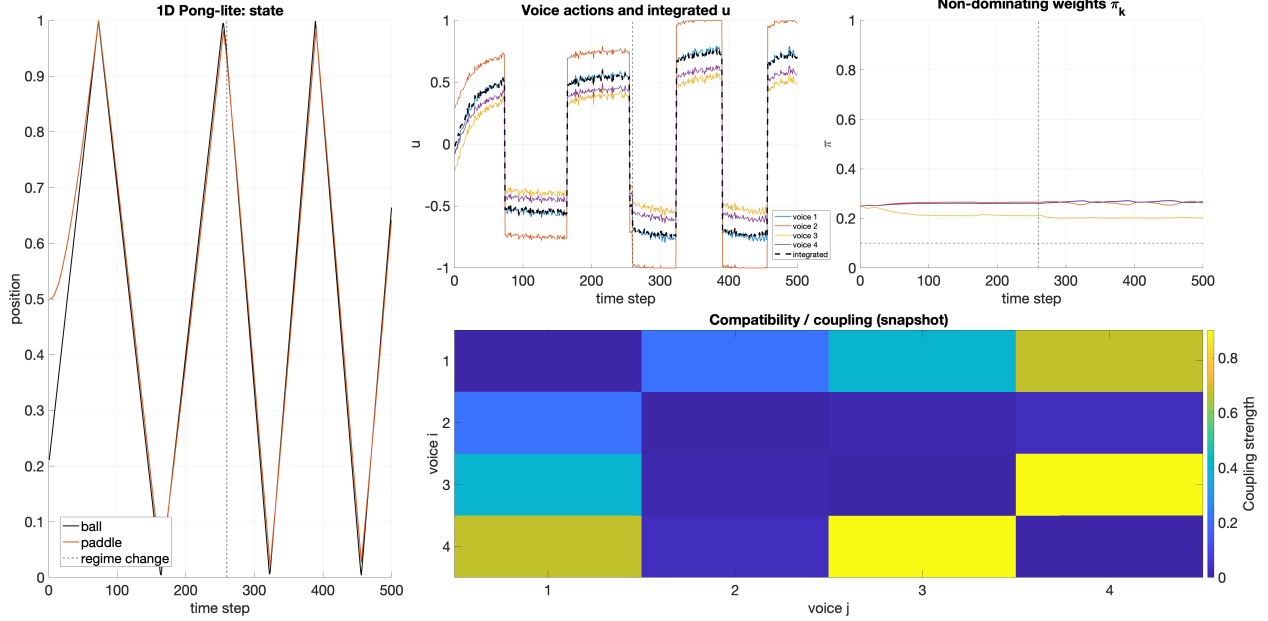 1D Pong-lite: state
position
1
0.9
0.8
0.7
0.6
0.5
0.4
0.3
0.2
0.1
0
ball
paddle
regime change
0 100 200 300 400 500
time step
Voice actions and integrated u
u
1
0.5
0
-0.5
-1
voice 1
voice 2
voice 3
voice 4
integrated
0 100 200 300 400 500
time step
Non-dominating weights πk
π
1
0.8
0.6
0.4
0.2
0
0 100 200 300 400 500
time step
Compatibility / coupling (snapshot)
voice i
1
2
3
4
1 2 3 4
voice j
0.8
0.6
0.4
0.2
0
Coupling strength